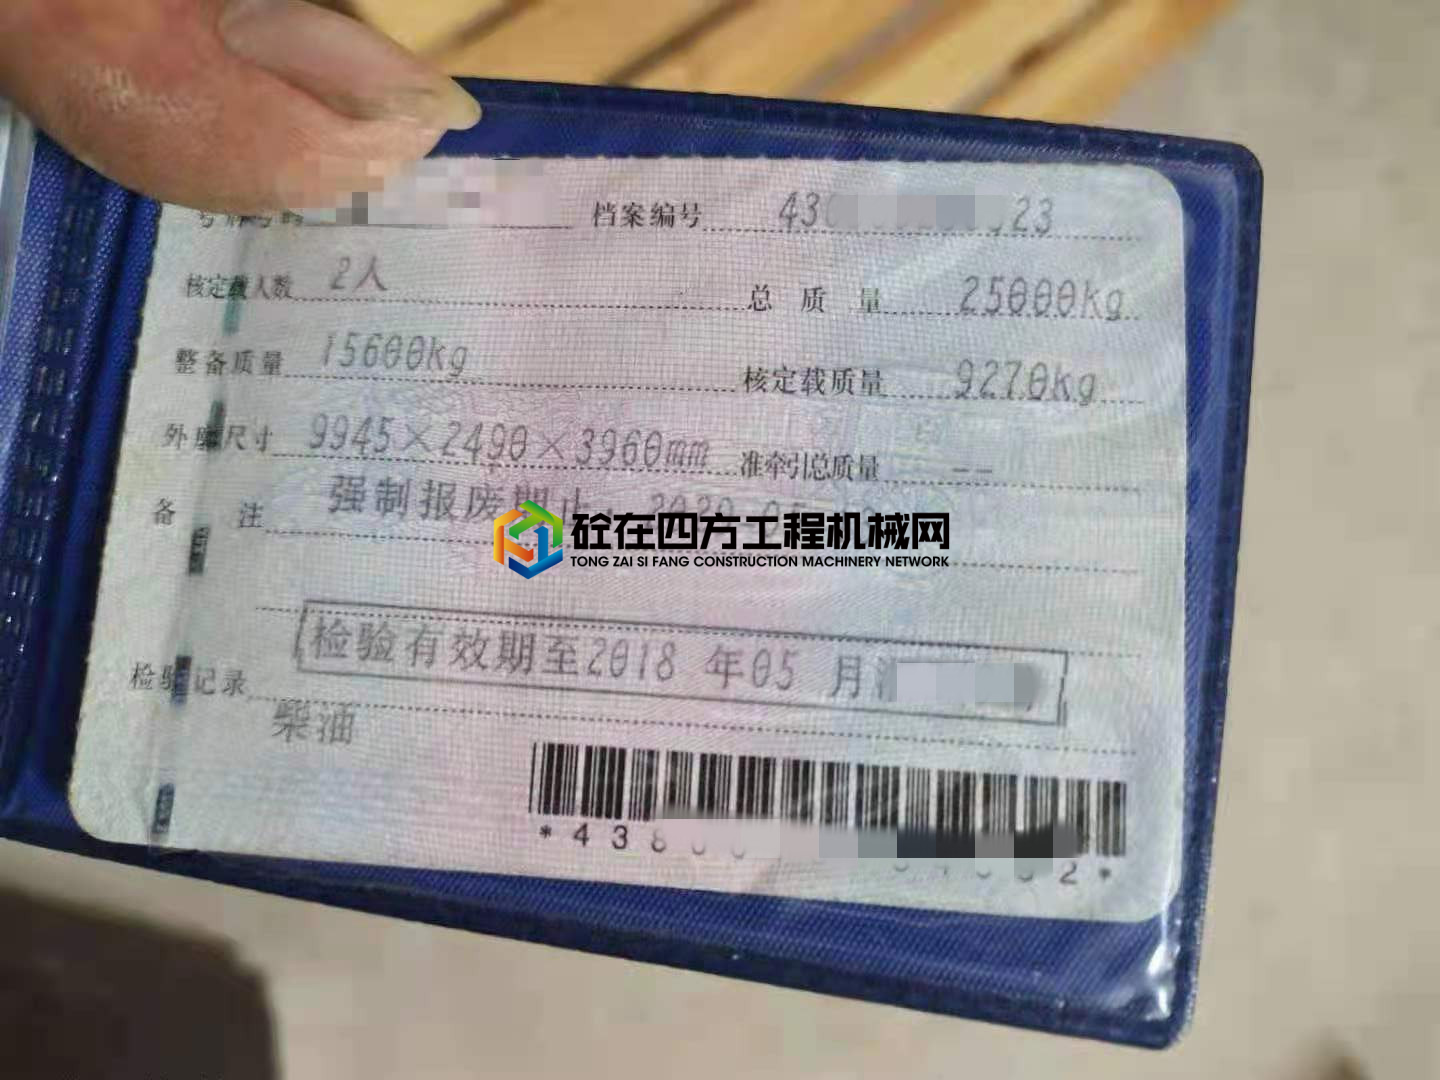 档案编号
核定载人数 2人 总质量 25000kg
整备质量 15600kg 核定载质量 9270kg
外廓尺寸 9945×2490×3960mm 准牵引总质量 --
备注 强制报废期止
砼在四方工程机械网
TONG ZAI SI FANG CONSTRUCTION MACHINERY NETWORK
检验有效期至2018年05月
检验记录
柴油